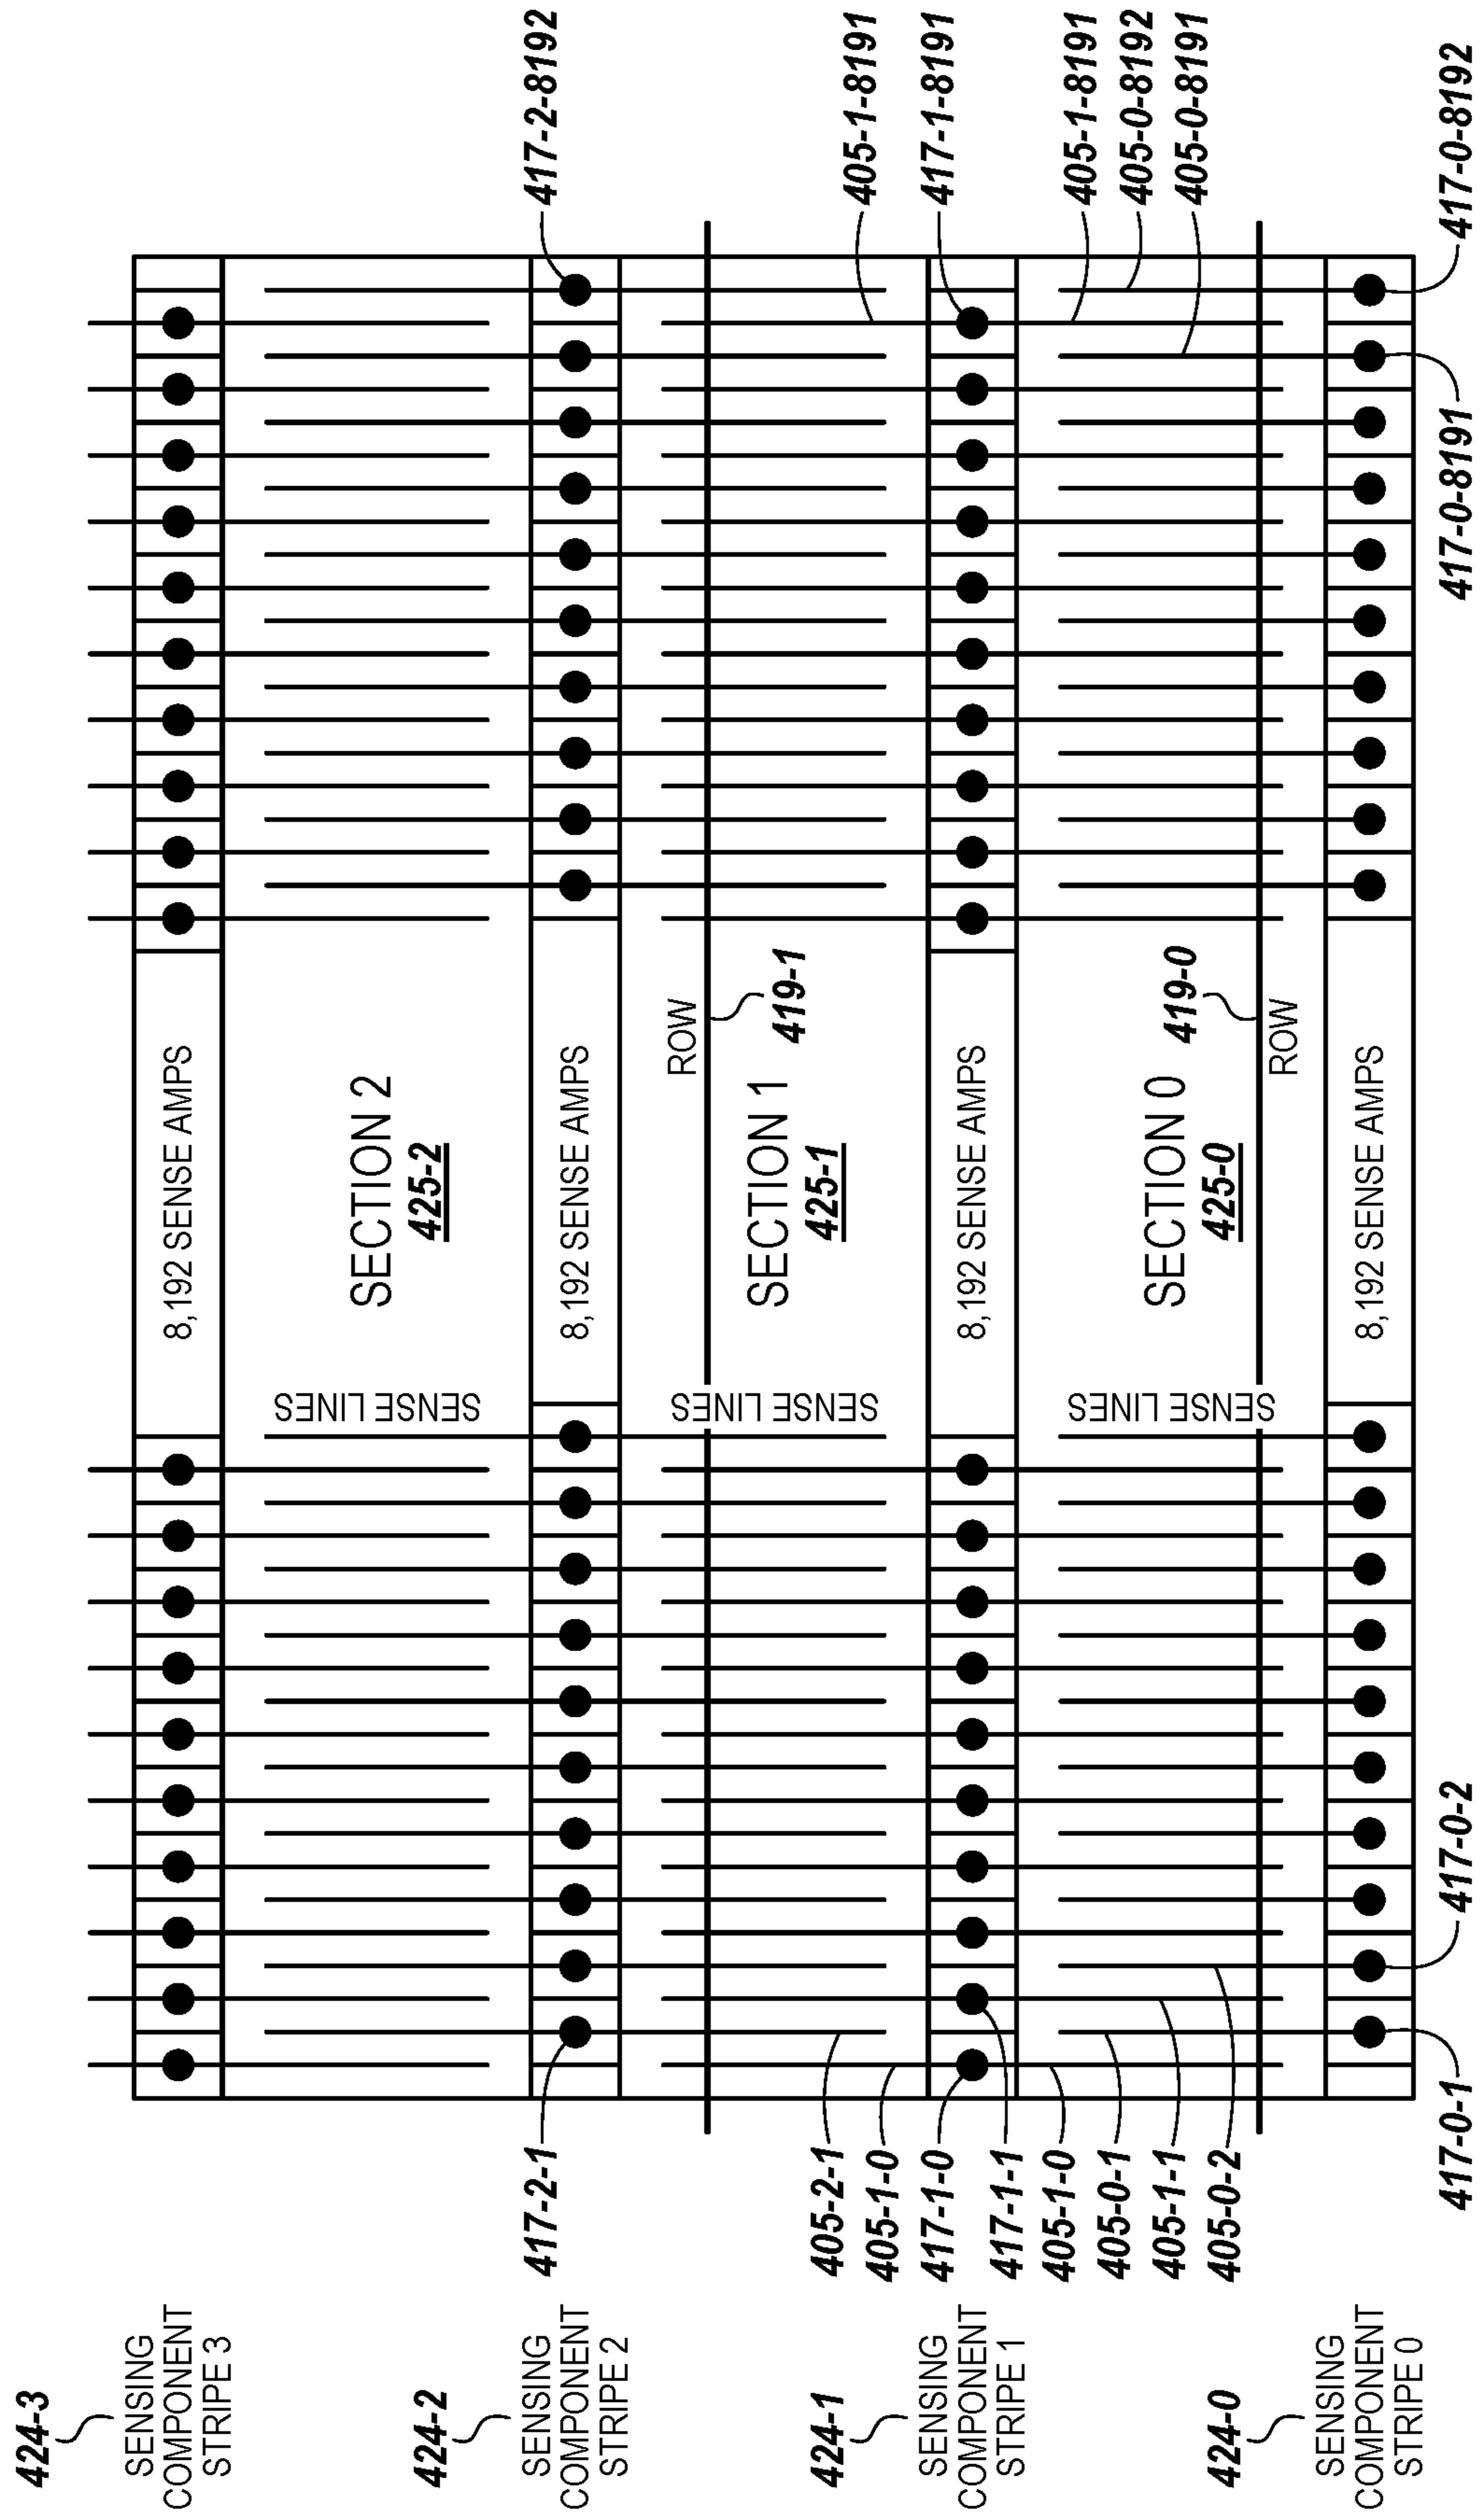 424-3
SENSING
COMPONENT
STRIPE 3
8,192 SENSE AMPS
SENSE LINES
SECTION 2
425-2
424-2
SENSING
COMPONENT
STRIPE 2
417-2-1
8,192 SENSE AMPS
417-2-8192
ROW
419-1
SENSE LINES
SECTION 1
425-1
405-2-1
405-1-0
405-1-8191
424-1
SENSING
COMPONENT
STRIPE 1
417-1-0
417-1-1
8,192 SENSE AMPS
417-1-8191
405-1-0
405-0-1
405-1-1
405-0-2
SENSE LINES
SECTION 0
425-0
419-0
ROW
405-1-8191
405-0-8192
405-0-8191
424-0
SENSING
COMPONENT
STRIPE 0
8,192 SENSE AMPS
417-0-1
417-0-2
417-0-8191
417-0-8192